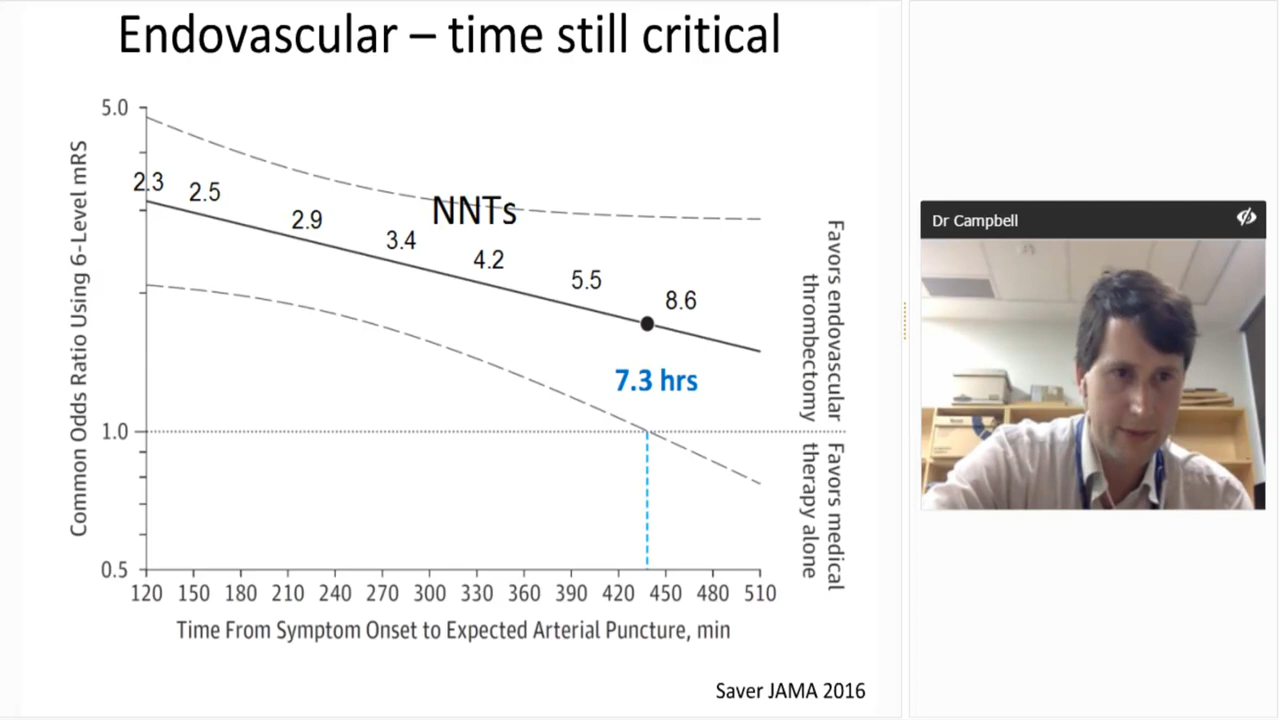 Endovascular – time still critical
5.0
2.3
2.5
2.9
NNTs
3.4
4.2
5.5
8.6
7.3 hrs
1.0
0.5
Common Odds Ratio Using 6-Level mRS
Favors endovascular
thrombectomy
Favors medical
therapy alone
120 150 180 210 240 270 300 330 360 390 420 450 480 510
Time From Symptom Onset to Expected Arterial Puncture, min
Saver JAMA 2016
Dr Campbell